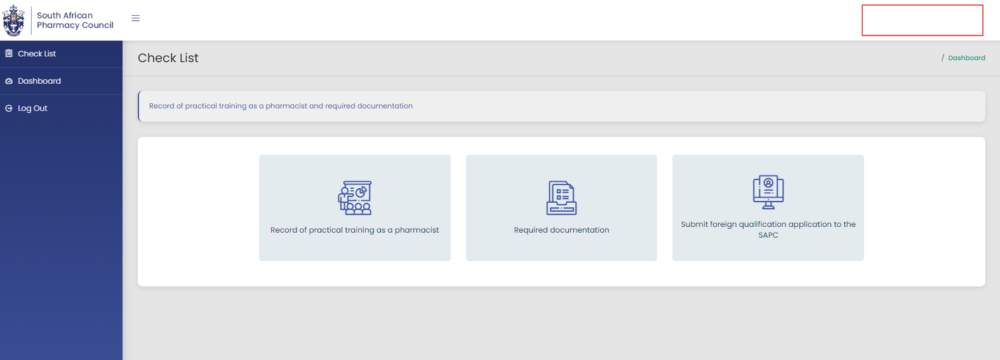 South African
Pharmacy Council
Check List
Dashboard
Log Out
Check List
/ Dashboard
Record of practical training as a pharmacist and required documentation
Record of practical training as a pharmacist
Required documentation
Submit foreign qualification application to the
SAPC